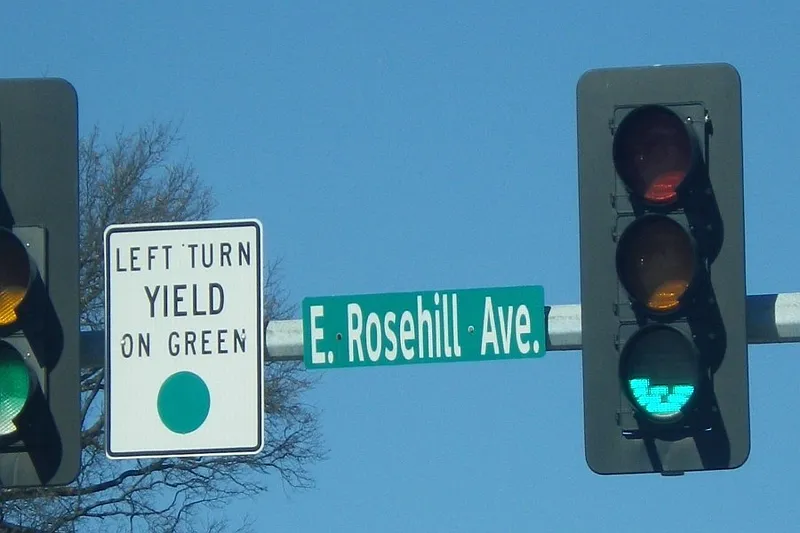 LEFT TURN
YIELD
ON GREEN
E. Rosehill Ave.